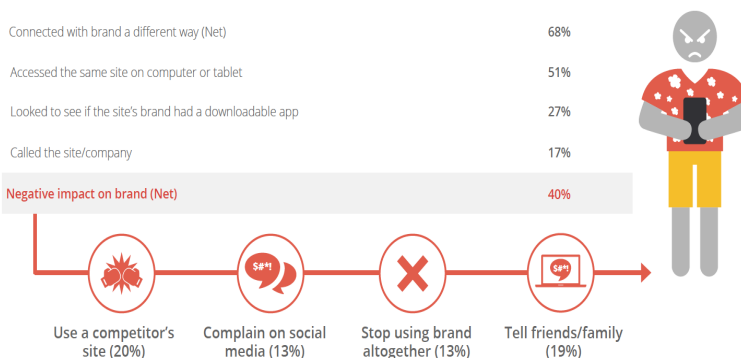 Connected with brand a different way (Net) 68%
Accessed the same site on computer or tablet 51%
Looked to see if the site's brand had a downloadable app 27%
Called the site/company 17%
Negative impact on brand (Net) 40%
$#*!
$#*!
Use a competitor's
site (20%)
Complain on social
media (13%)
Stop using brand
altogether (13%)
Tell friends/family
(19%)